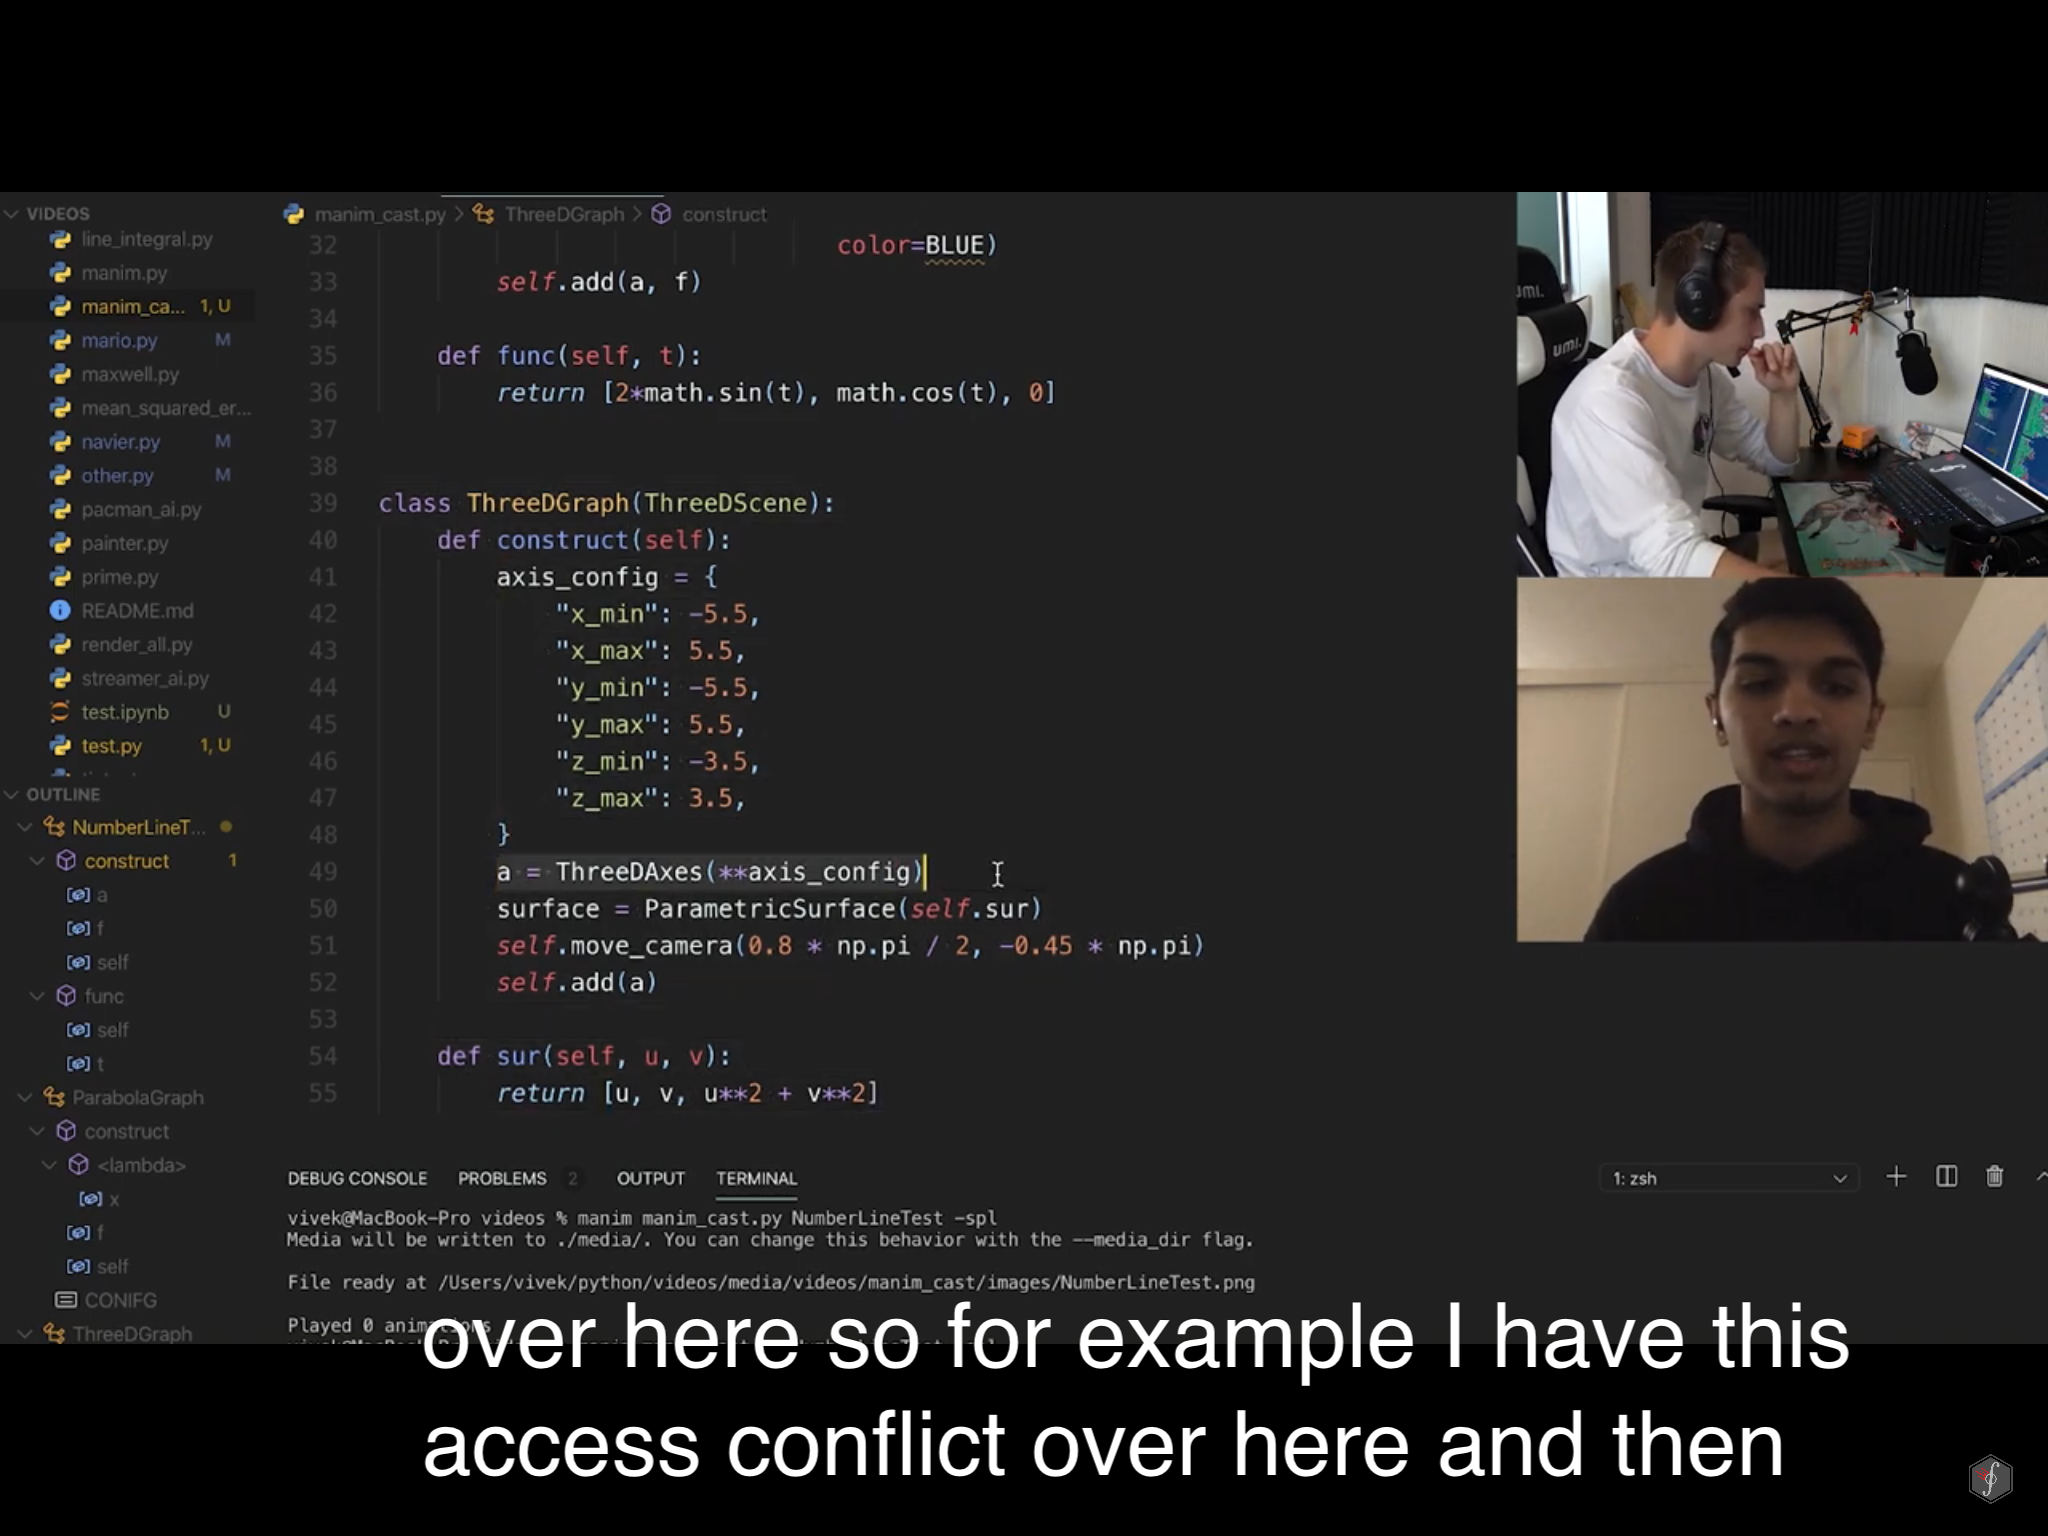 VIDEOS
line_integral.py
manim.py
manim_ca... 1, U
mario.py M
maxwell.py
mean_squared_er...
navier.py M
other.py M
pacman_ai.py
painter.py
prime.py
README.md
render_all.py
streamer_ai.py
test.ipynb U
test.py 1, U
OUTLINE
NumberLineT...
construct 1
a
f
self
func
self
t
ParabolaGraph
construct
<lambda>
x
f
self
CONIFG
ThreeDGraph
manim_cast.py > ThreeDGraph > construct
32 color=BLUE)
33 self.add(a, f)
34
35 def func(self, t):
36 return [2*math.sin(t), math.cos(t), 0]
37
38
39 class ThreeDGraph(ThreeDScene):
40 def construct(self):
41 axis_config = {
42 "x_min": -5.5,
43 "x_max": 5.5,
44 "y_min": -5.5,
45 "y_max": 5.5,
46 "z_min": -3.5,
47 "z_max": 3.5,
48 }
49 a = ThreeDAxes(**axis_config)
50 surface = ParametricSurface(self.sur)
51 self.move_camera(0.8 * np.pi / 2, -0.45 * np.pi)
52 self.add(a)
53
54 def sur(self, u, v):
55 return [u, v, u**2 + v**2]
DEBUG CONSOLE PROBLEMS 2 OUTPUT TERMINAL 1: zsh
vivek@MacBook-Pro videos % manim manim_cast.py NumberLineTest -spl
Media will be written to ./media/. You can change this behavior with the --media_dir flag.
File ready at /Users/vivek/python/videos/media/videos/manim_cast/images/NumberLineTest.png
Played 0 animations
umi.
umi.
over here so for example I have this
access conflict over here and then